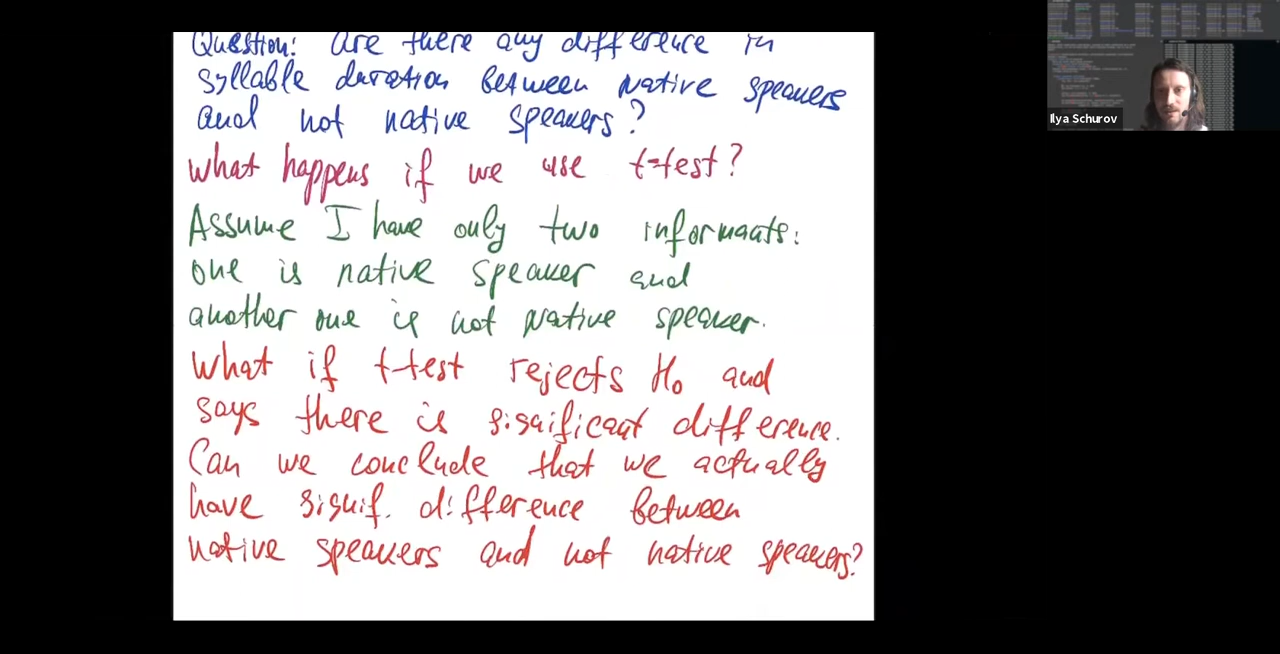 Question: are there any difference in
syllable duration between native speakers
and not native speakers?
What happens if we use t-test?
Assume I have only two informants:
one is native speaker and
another one is not native speaker.
What if t-test rejects H₀ and
says there is significant difference.
Can we conclude that we actually
have signif. difference between
native speakers and not native speakers?
Ilya Schurov